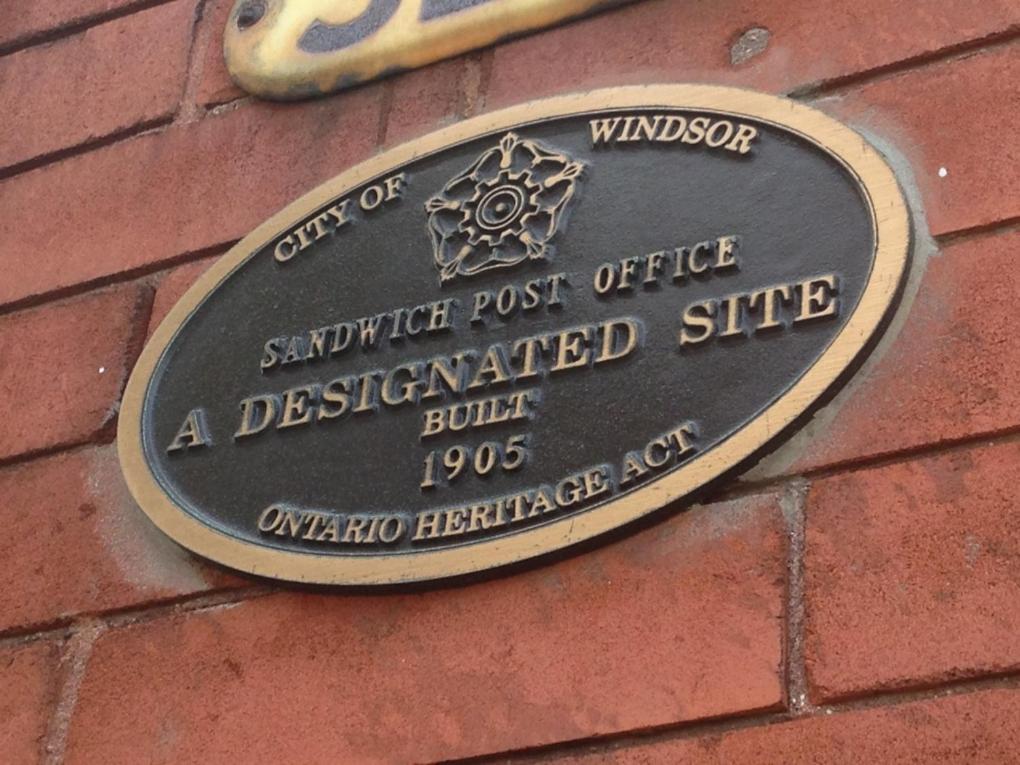 CITY OF WINDSOR
SANDWICH POST OFFICE
A DESIGNATED SITE
BUILT
1905
ONTARIO HERITAGE ACT